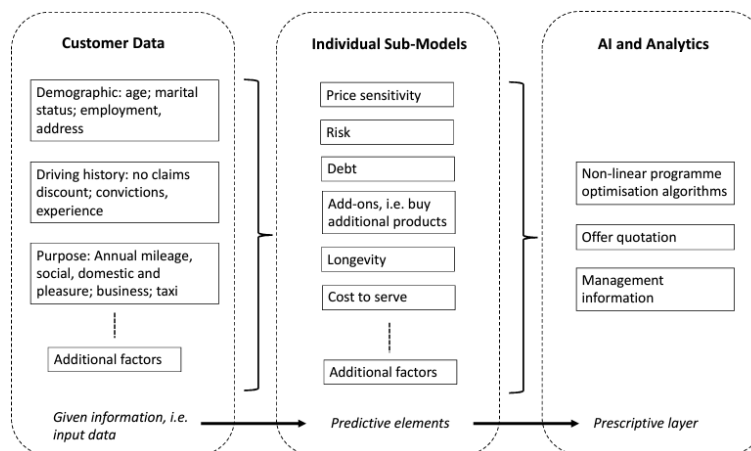 Customer Data
Demographic: age; marital
status; employment,
address
Driving history: no claims
discount; convictions,
experience
Purpose: Annual mileage,
social, domestic and
pleasure; business; taxi
Additional factors
Given information, i.e.
input data
Individual Sub-Models
Price sensitivity
Risk
Debt
Add-ons, i.e. buy
additional products
Longevity
Cost to serve
Additional factors
Predictive elements
AI and Analytics
Non-linear programme
optimisation algorithms
Offer quotation
Management
information
Prescriptive layer